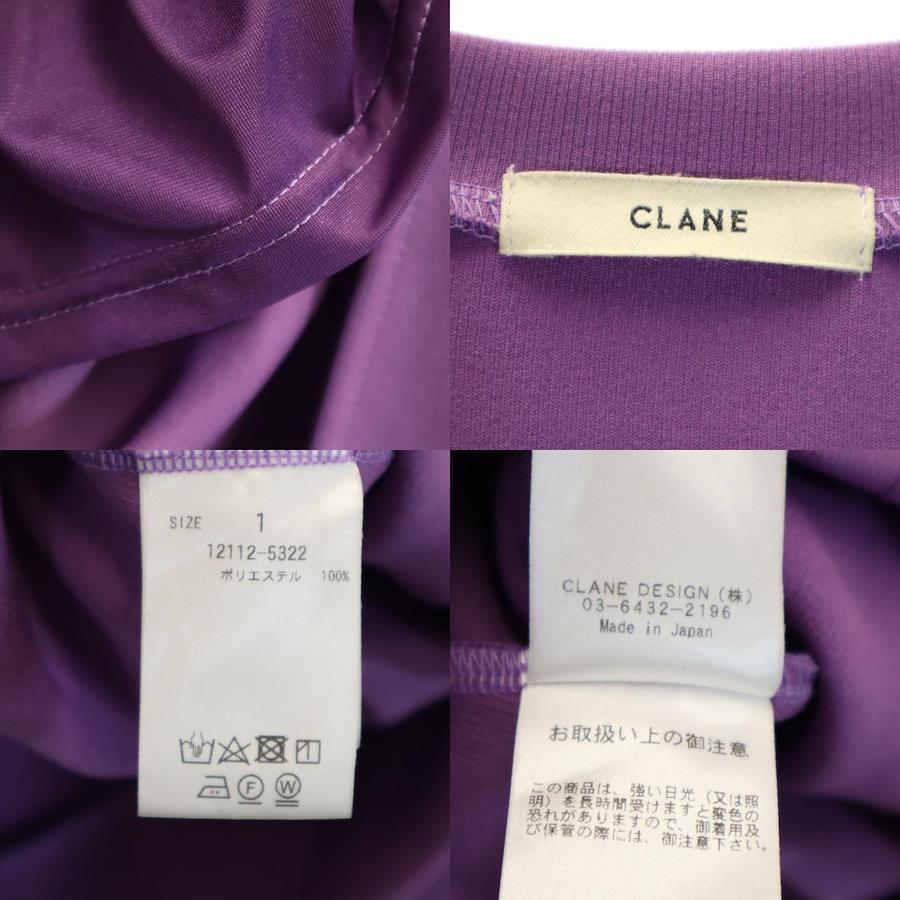 CLANE
SIZE 1
12112-5322
ポリエステル 100%
F W
CLANE DESIGN (株)
03-6432-2196
Made in Japan
お取扱い上の御注意
この商品は、強い日光(又は照
明)を長時間受けますと変色の
恐れがありますので、御着用及
び保管の際には、御注意下さい。